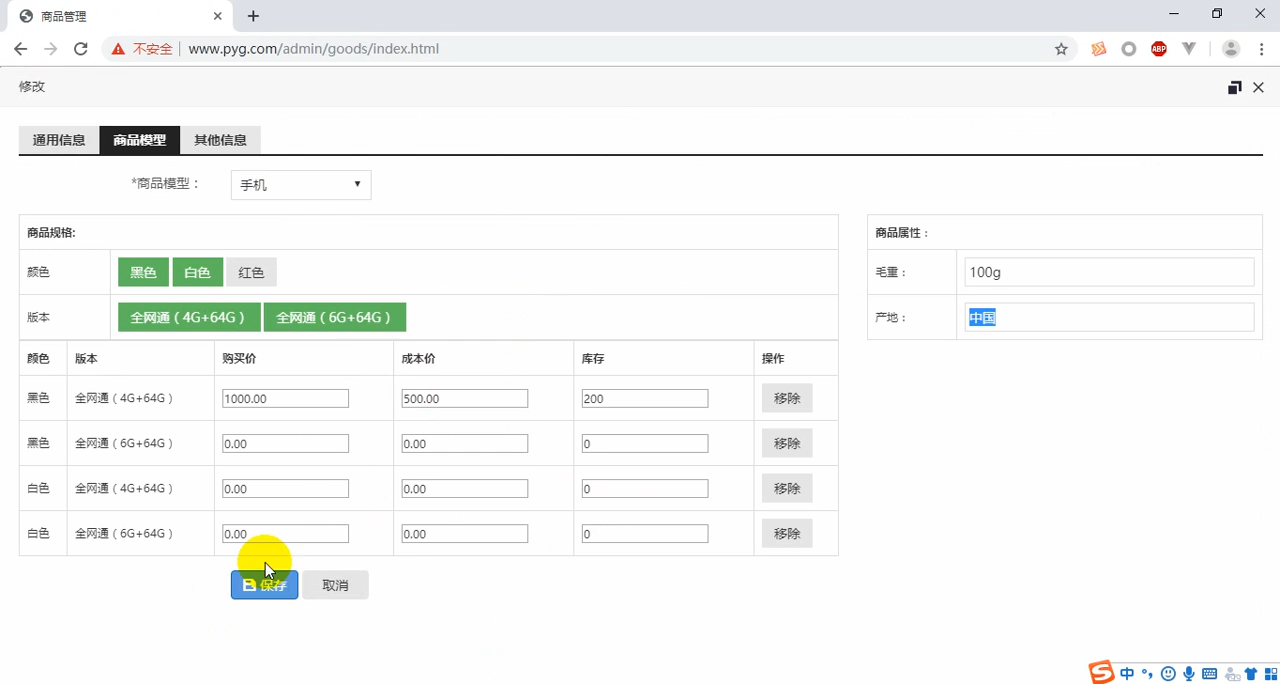 商品管理
不安全 www.pyg.com/admin/goods/index.html
ABP
修改
通用信息 商品模型 其他信息
*商品模型： 手机
商品规格:
颜色 黑色 白色 红色
版本 全网通（4G+64G） 全网通（6G+64G）
颜色 版本 购买价 成本价 库存 操作
黑色 全网通（4G+64G） 1000.00 500.00 200 移除
黑色 全网通（6G+64G） 0.00 0.00 0 移除
白色 全网通（4G+64G） 0.00 0.00 0 移除
白色 全网通（6G+64G） 0.00 0.00 0 移除
商品属性：
毛重： 100g
产地： 中国
保存 取消
中